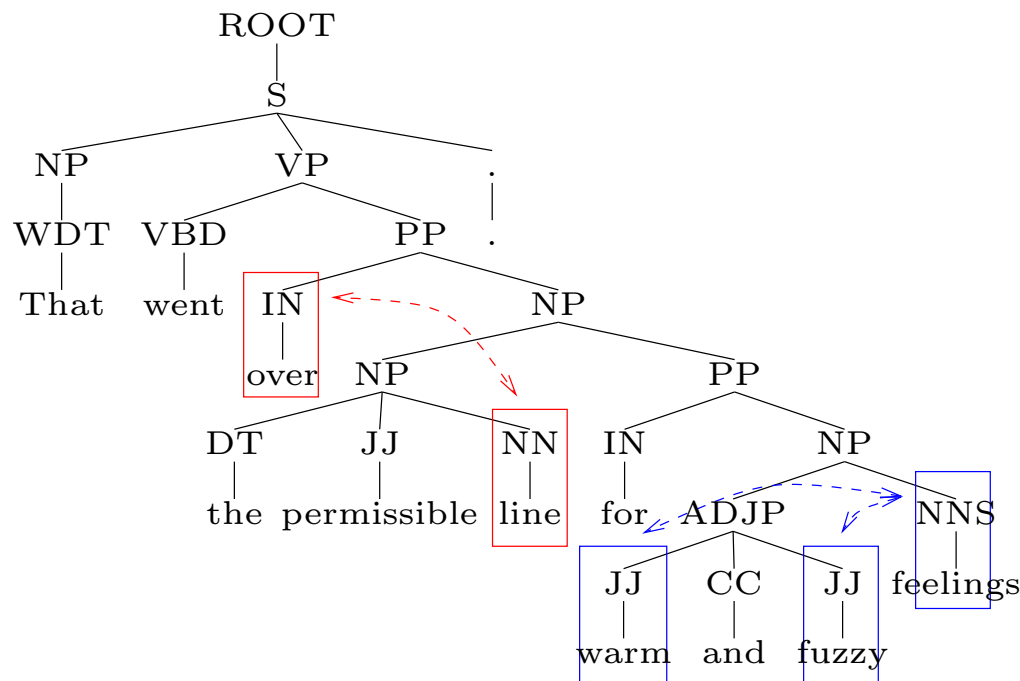 ROOT
S
NP VP .
WDT VBD PP .
That went IN NP
over NP PP
DT JJ NN IN NP
the permissible line for ADJP NNS
JJ CC JJ feelings
warm and fuzzy